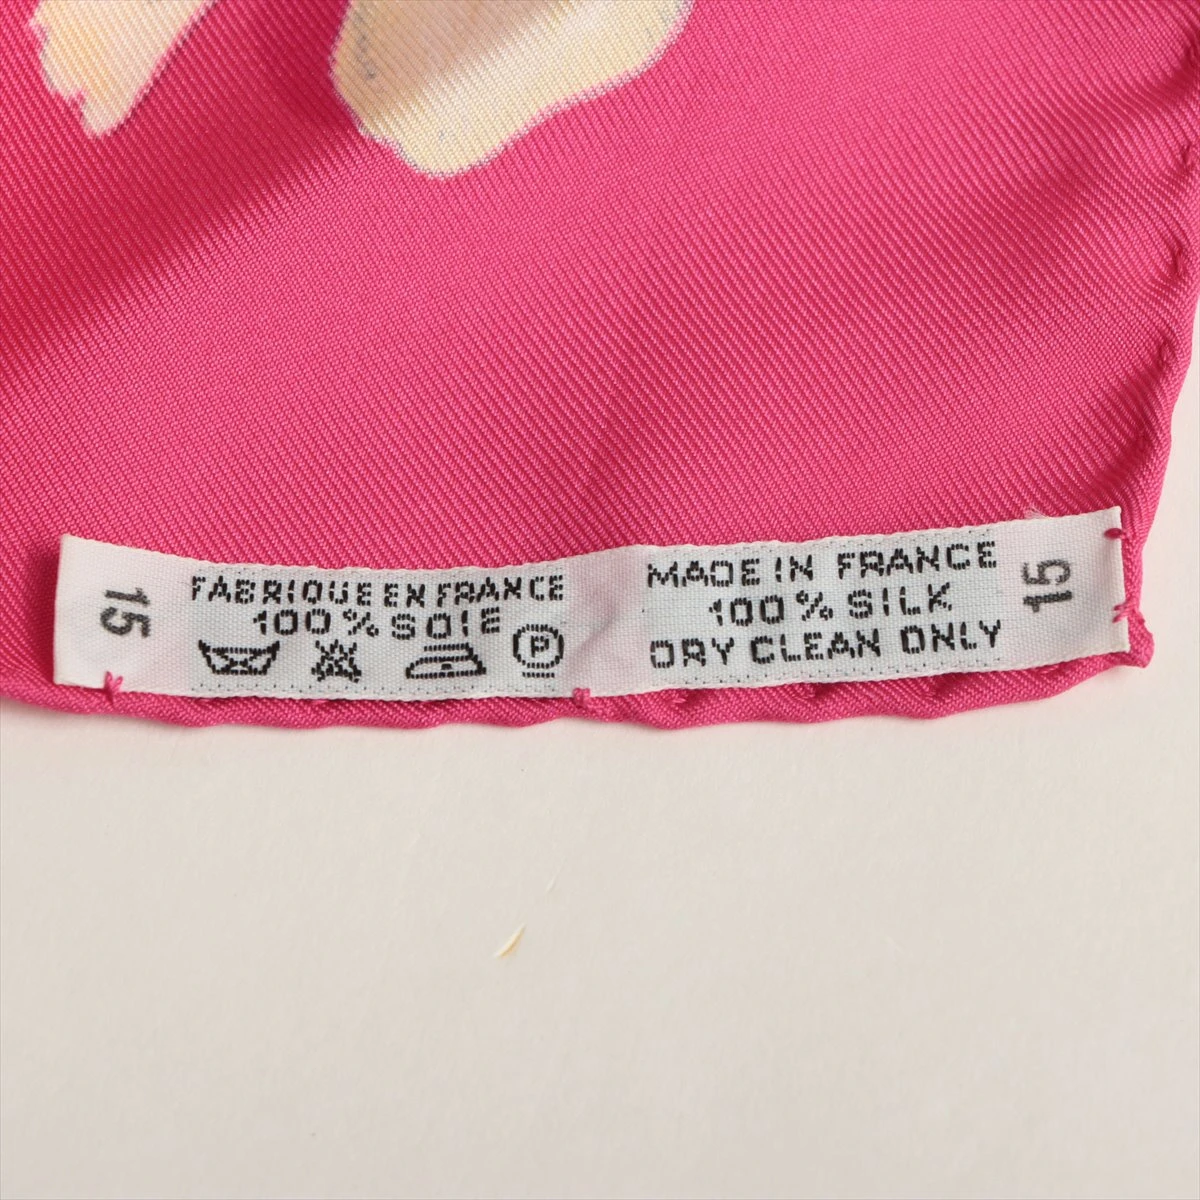 15
FABRIQUE EN FRANCE
100% SOIE
P
MADE IN FRANCE
100% SILK
DRY CLEAN ONLY
15